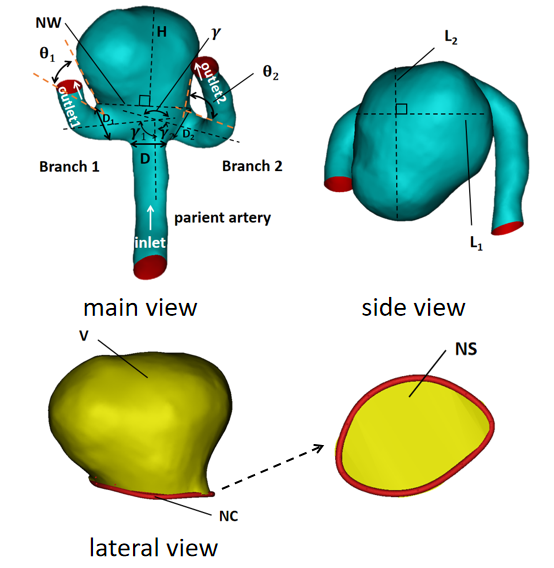 NW
H
γ
L₂
θ₁
outlet2
θ₂
outlet1
D₁
γ₁
γ
D₂
Branch 1
D
Branch 2
parient artery
inlet
L₁
main view
side view
V
NS
NC
lateral view